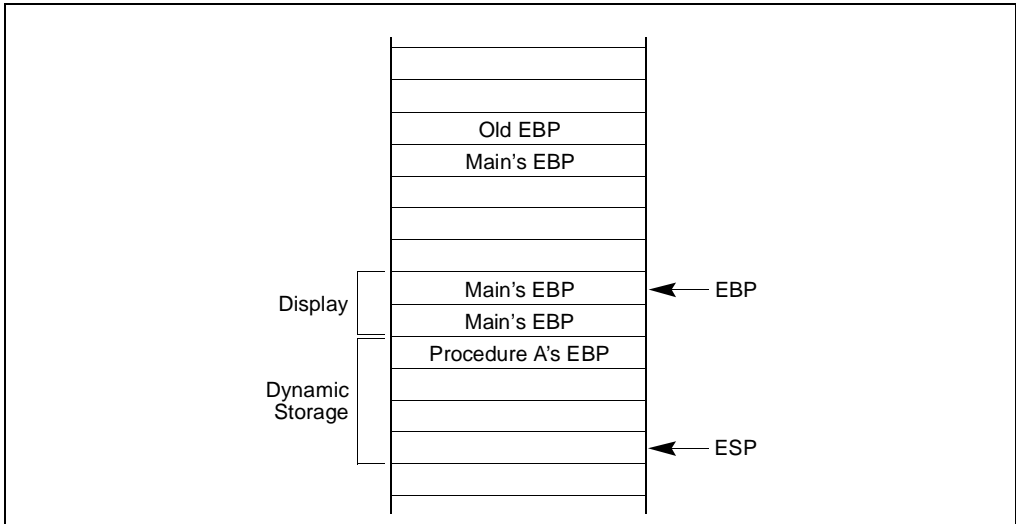 Old EBP
Main's EBP
Display
Main's EBP
EBP
Main's EBP
Procedure A's EBP
Dynamic
Storage
ESP